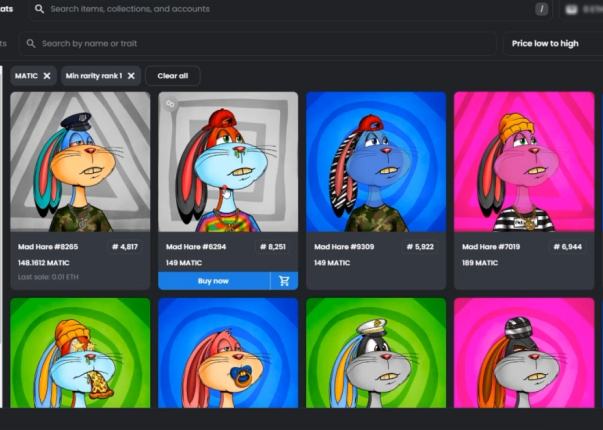 ats
Search items, collections, and accounts
/
ts
Search by name or trait
Price low to high
MATIC
Min rarity rank 1
Clear all
Mad Hare #8265 # 4,817
148.1612 MATIC
Last sale: 0.01 ETH
Mad Hare #6294 # 8,251
149 MATIC
Buy now
Mad Hare #9309 # 5,922
149 MATIC
Mad Hare #7019 # 6,944
189 MATIC